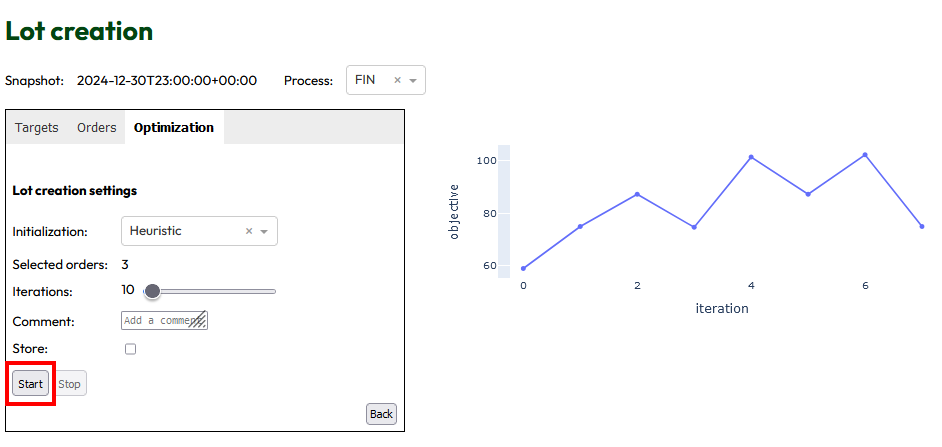 Lot creation
Snapshot: 2024-12-30T23:00:00+00:00 Process: FIN ×
Targets Orders Optimization
Lot creation settings
Initialization: Heuristic ×
Selected orders: 3
Iterations: 10
Comment: Add a comment
Store:
Start Stop
Back
100
80
60
objective
0 2 4 6
iteration